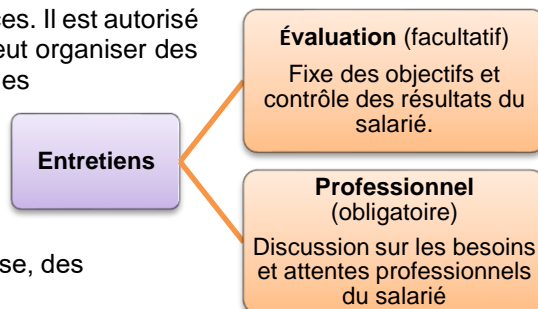 ces. Il est autorisé
eut organiser des
es
Entretiens
se, des
Évaluation (facultatif)
Fixe des objectifs et
contrôle des résultats du
salarié.
Professionnel
(obligatoire)
Discussion sur les besoins
et attentes professionnels
du salarié